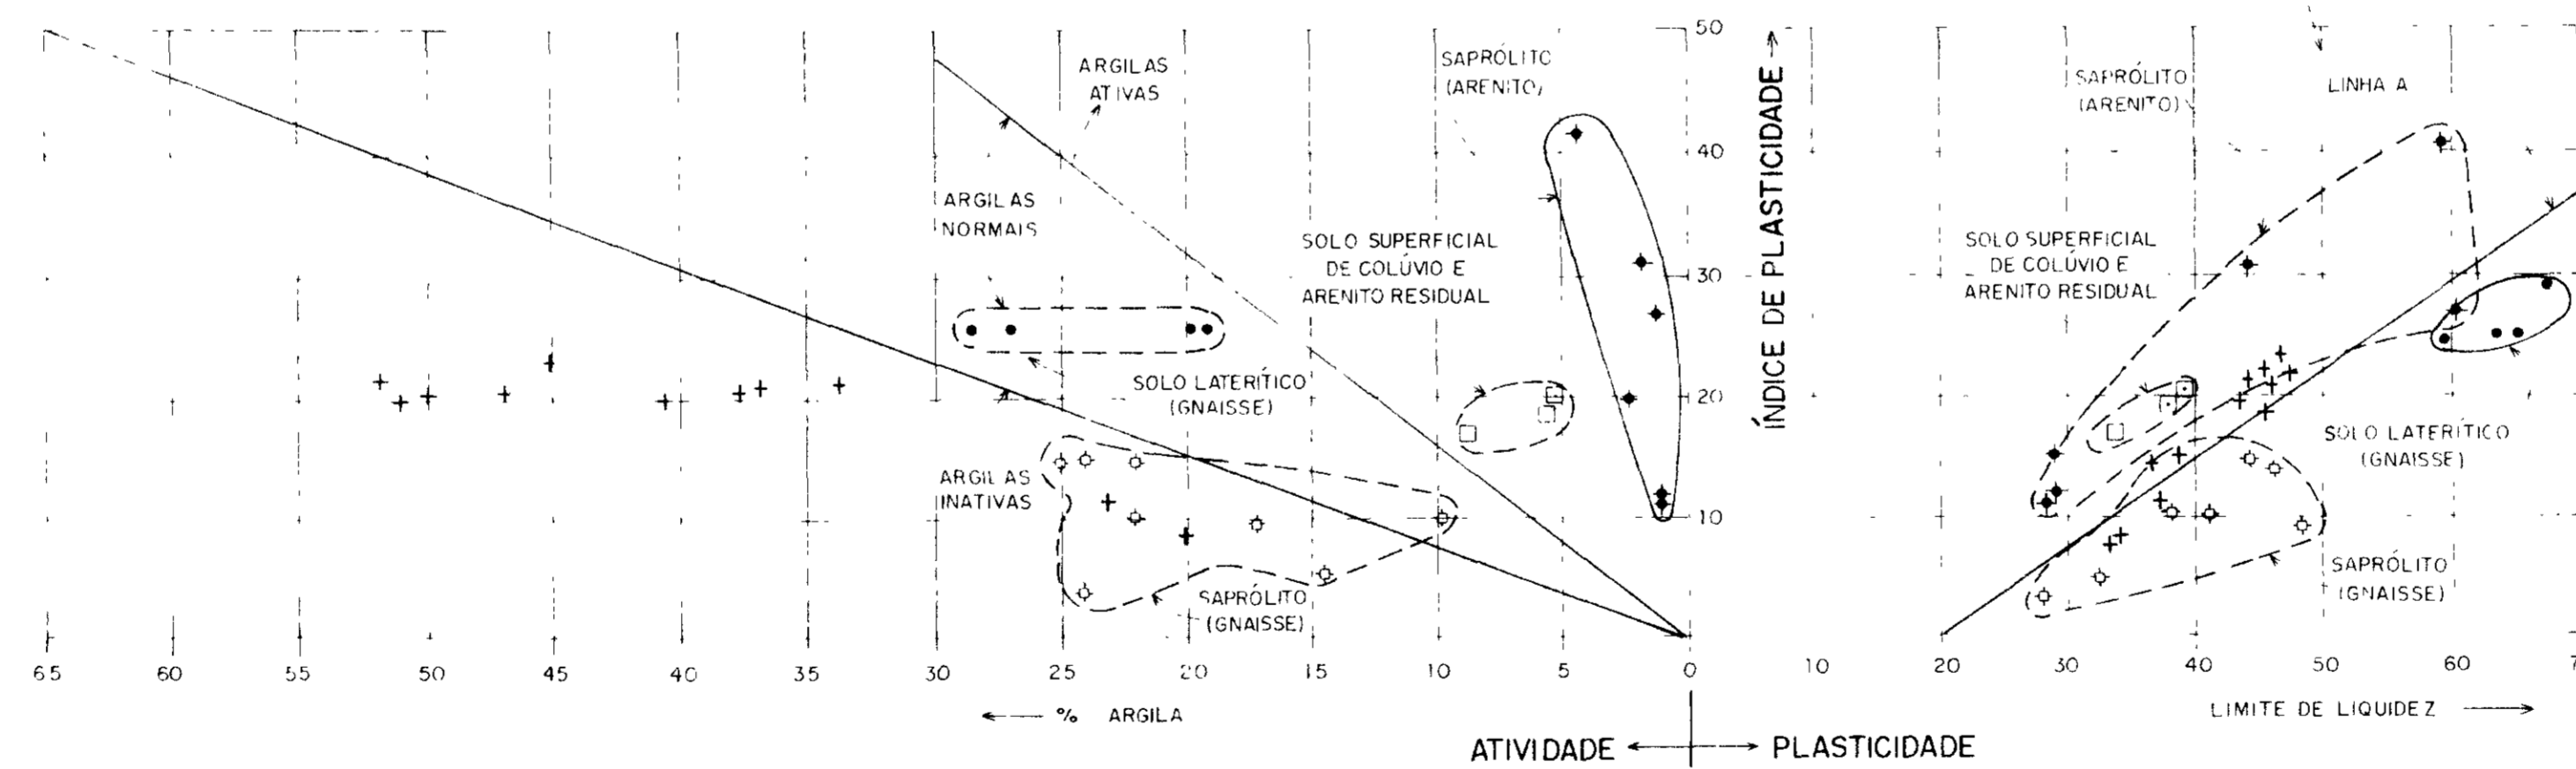 50
ARGILAS
ATIVAS
SAPRÓLITO
(ARENITO)
ÍNDICE DE PLASTICIDADE
SAPRÓLITO
(ARENITO)
LINHA A
40
ARGILAS
NORMAIS
SOLO SUPERFICIAL
DE COLÚVIO E
ARENITO RESIDUAL
SOLO SUPERFICIAL
DE COLÚVIO E
ARENITO RESIDUAL
30
SOLO LATERÍTICO
(GNAISSE)
20
SOLO LATERÍTICO
(GNAISSE)
ARGILAS
INATIVAS
10
SAPRÓLITO
(GNAISSE)
SAPRÓLITO
(GNAISSE)
65 60 55 50 45 40 35 30 25 20 15 10 5 0 10 20 30 40 50 60
% ARGILA
LIMITE DE LIQUIDEZ
ATIVIDADE PLASTICIDADE